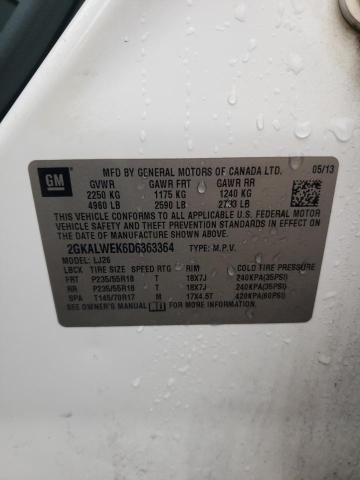 GM
MFD BY GENERAL MOTORS OF CANADA LTD. 05/13
GVWR GAWR FRT GAWR RR
2250 KG 1175 KG 1240 KG
4960 LB 2590 LB LB
THIS VEHICLE CONFORMS TO ALL APPLICABLE U.S. FEDERAL
MOTOR VEHICLE SAFETY, BUMPER, AND THEFT PREVENTION
STANDARDS IN EFFECT ON THE DATE OF MANUFACTURE SHOWN ABOVE.
2GKALWEK6D6363364 TYPE: M.P.V.
MODEL: LJ26
LBCK TIRE SIZE SPEED RTG RIM COLD TIRE PRESSURE
FRT P235/55R18 T 18X7J 240KPA(35PSI)
RR P235/55R18 T 18X7J 240KPA(35PSI)
SPA T145/70R17 M 17X4.5T 420KPA(60PSI)
SEE OWNER'S MANUAL FOR ADDITIONAL INFORMATION.